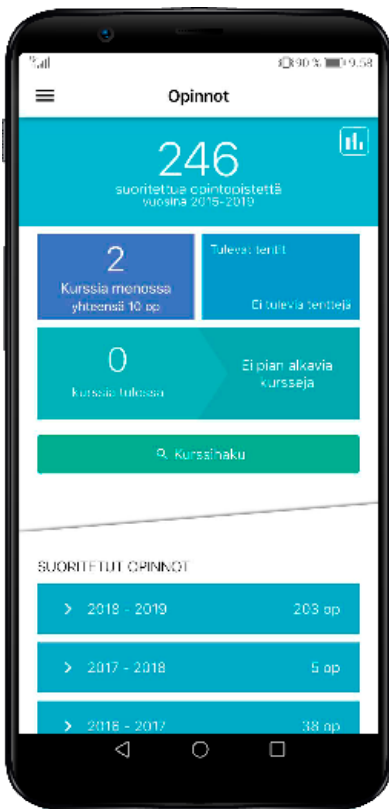 90 % 9.58
Opinnot
246
suoritettua opintopistettä
vuosina 2015-2019
2
Kurssia menossa
yhteensä 10 op
Tulevat tentit
Ei tulevia tenttejä
0
kurssia tulossa
Ei pian alkavia
kursseja
Kurssihaku
SUORITETUT OPINNOT
2018 - 2019 203 op
2017 - 2018 5 op
2016 - 2017 38 op